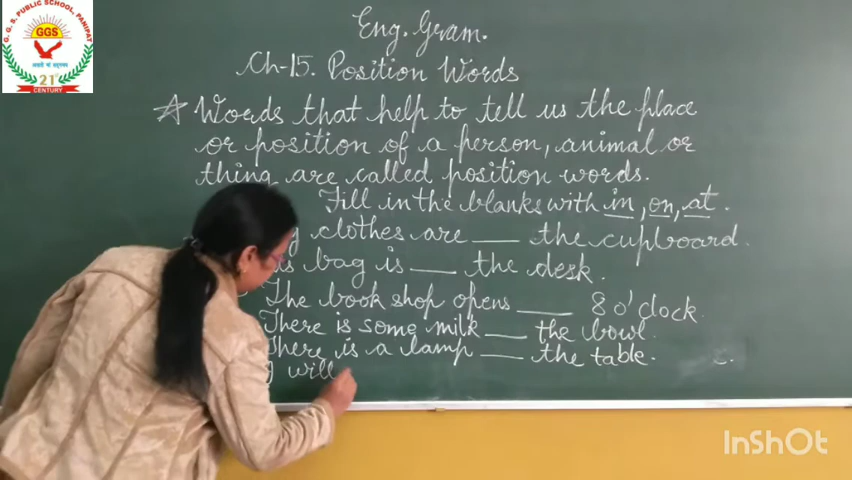 G. G. S. PUBLIC SCHOOL, PANIPAT
GGS
21st
CENTURY
Eng. Gram.
Ch-15. Position Words
☆ Words that help to tell us the place
or position of a person, animal or
thing are called position words.
Fill in the blanks with in, on, at.
clothes are ___ the cupboard.
bag is ___ the desk.
The book shop opens ___ 8 o'clock.
There is some milk ___ the bowl.
There is a lamp ___ the table.
I will
InShOt